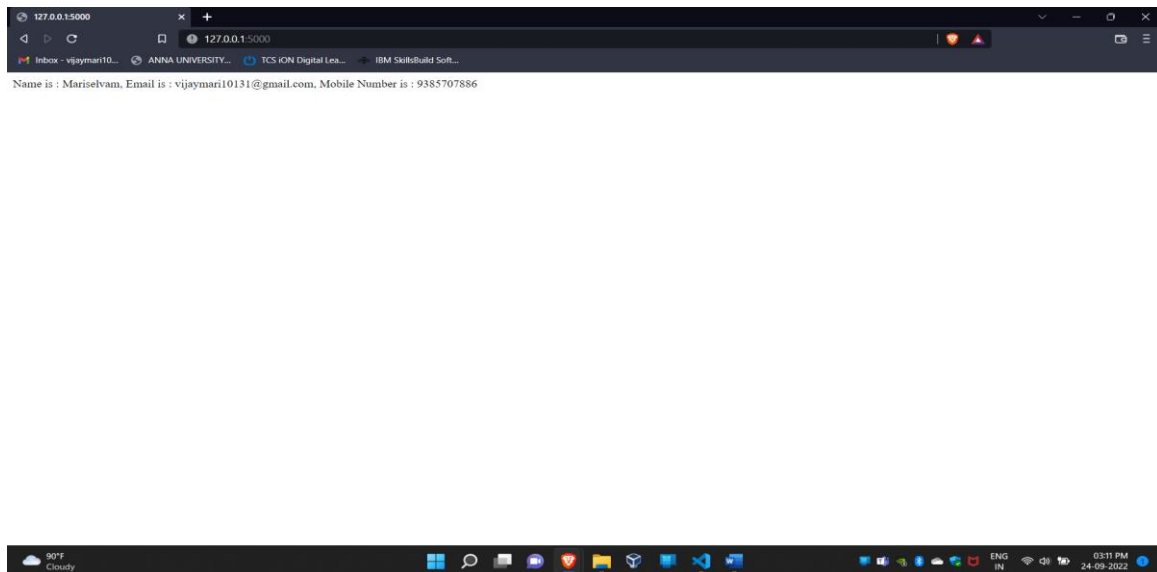 127.0.0.1:5000
127.0.0.1:5000
Inbox - vijaymari10... ANNA UNIVERSITY... TCS iON Digital Lea... IBM SkillsBuild Soft...
Name is : Mariselvam, Email is : vijaymari10131@gmail.com, Mobile Number is : 9385707886
90°F
Cloudy
ENG
IN
03:11 PM
24-09-2022